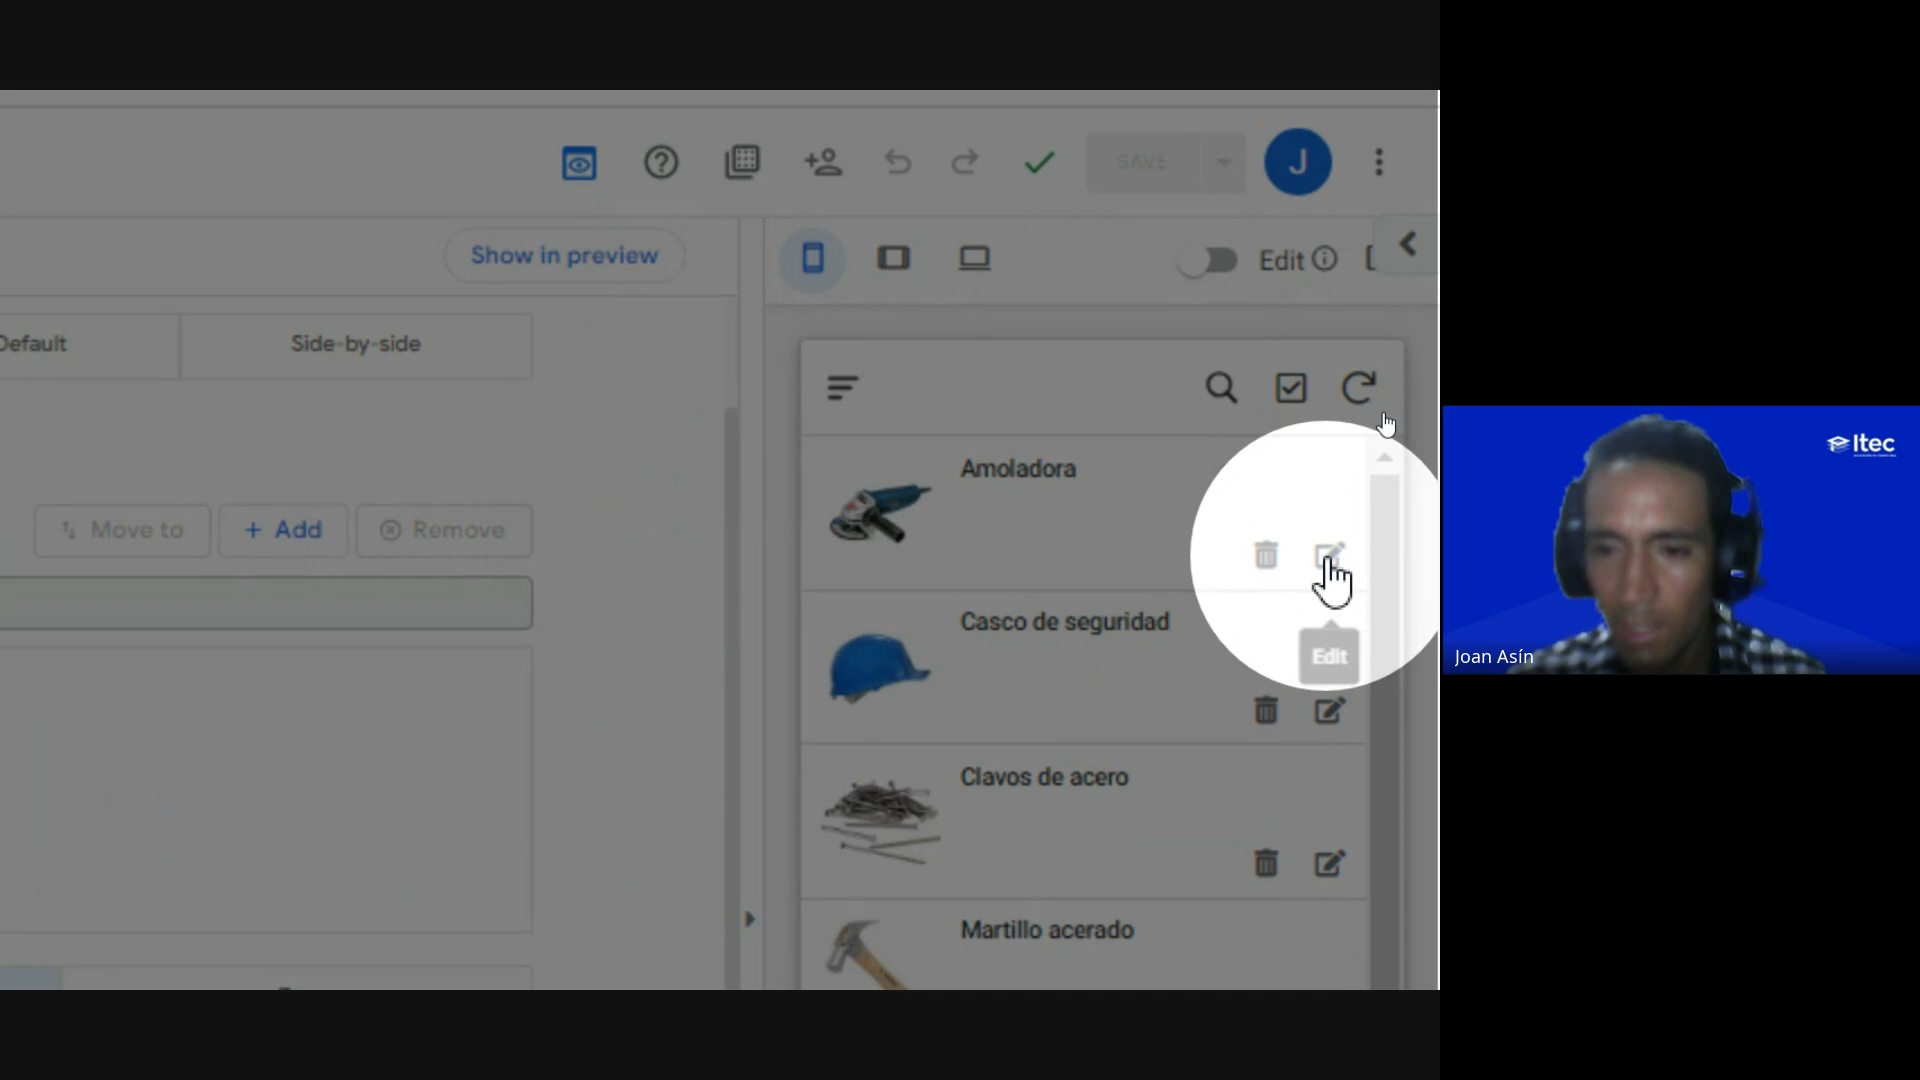 SAVE
J
Show in preview
Edit
Default
Side-by-side
Move to
+ Add
Remove
Amoladora
Casco de seguridad
Edit
Clavos de acero
Martillo acerado
Itec
Joan Asín